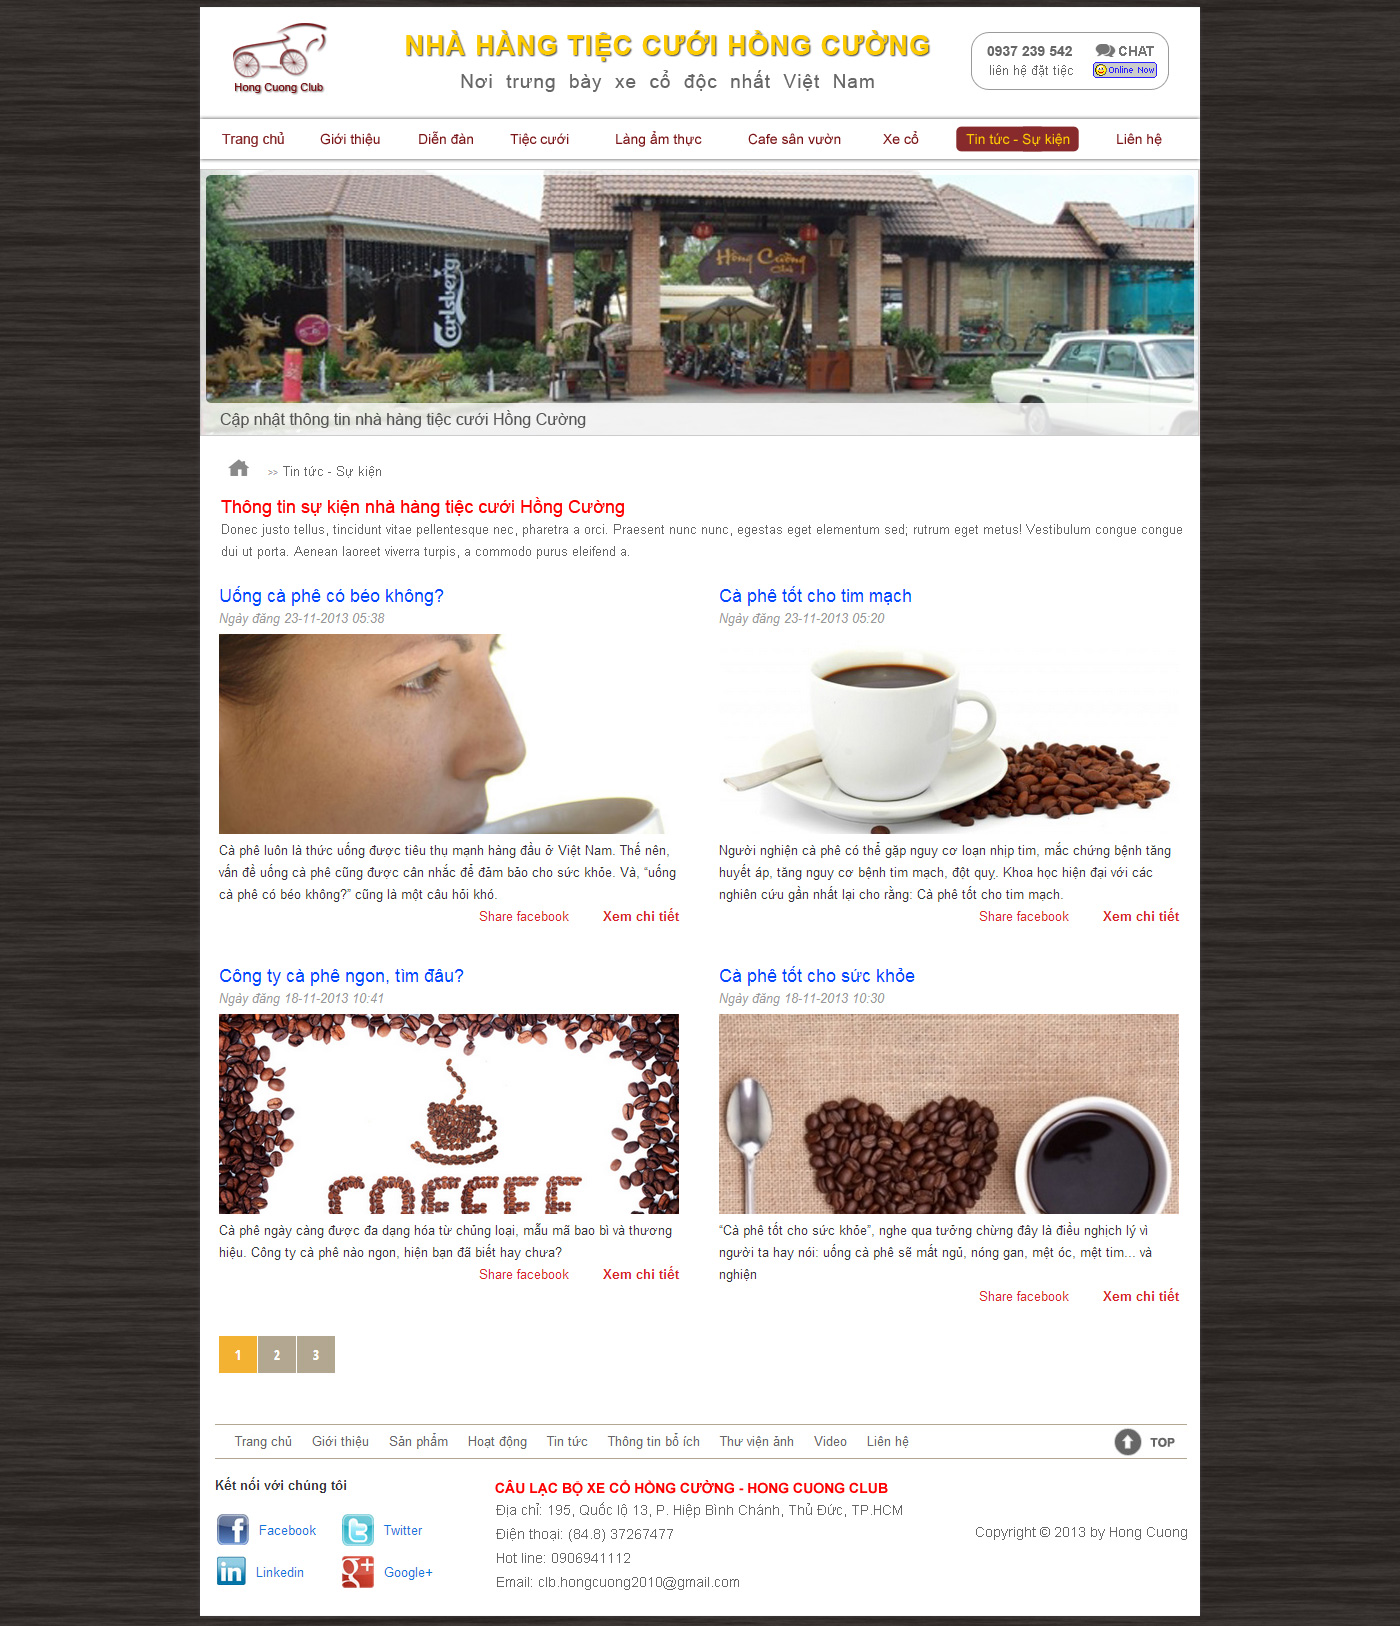 NHÀ HÀNG TIỆC CƯỚI HỒNG CƯỜNG
Nơi trưng bày xe cổ độc nhất Việt Nam
Hong Cuong Club
0937 239 542
CHAT
liên hệ đặt tiệc
Online Now
Trang chủ
Giới thiệu
Diễn đàn
Tiệc cưới
Làng ẩm thực
Cafe sân vườn
Xe cổ
Tin tức - Sự kiện
Liên hệ
Hồng Cường
Club
Carlsberg
Cập nhật thông tin nhà hàng tiệc cưới Hồng Cường
>> Tin tức - Sự kiện
Thông tin sự kiện nhà hàng tiệc cưới Hồng Cường
Donec justo tellus, tincidunt vitae pellentesque nec, pharetra a orci. Praesent nunc nunc, egestas eget elementum sed; rutrum eget metus! Vestibulum congue congue
dui ut porta. Aenean laoreet viverra turpis, a commodo purus eleifend a.
Uống cà phê có béo không?
Ngày đăng 23-11-2013 05:38
Cà phê luôn là thức uống được tiêu thụ mạnh hàng đầu ở Việt Nam. Thế nên,
vấn đề uống cà phê cũng được cân nhắc để đảm bảo cho sức khỏe. Và, “uống
cà phê có béo không?” cũng là một câu hỏi khó.
Share facebook
Xem chi tiết
Cà phê tốt cho tim mạch
Ngày đăng 23-11-2013 05:20
Người nghiện cà phê có thể gặp nguy cơ loạn nhịp tim, mắc chứng bệnh tăng
huyết áp, tăng nguy cơ bệnh tim mạch, đột quỵ. Khoa học hiện đại với các
nghiên cứu gần nhất lại cho rằng: Cà phê tốt cho tim mạch.
Share facebook
Xem chi tiết
Công ty cà phê ngon, tìm đâu?
Ngày đăng 18-11-2013 10:41
COFFEE
Cà phê ngày càng được đa dạng hóa từ chủng loại, mẫu mã bao bì và thương
hiệu. Công ty cà phê nào ngon, hiện bạn đã biết hay chưa?
Share facebook
Xem chi tiết
Cà phê tốt cho sức khỏe
Ngày đăng 18-11-2013 10:30
“Cà phê tốt cho sức khỏe”, nghe qua tưởng chừng đây là điều nghịch lý vì
người ta hay nói: uống cà phê sẽ mất ngủ, nóng gan, mệt óc, mệt tim... và
nghiện
Share facebook
Xem chi tiết
1
2
3
Trang chủ
Giới thiệu
Sản phẩm
Hoạt động
Tin tức
Thông tin bổ ích
Thư viện ảnh
Video
Liên hệ
TOP
Kết nối với chúng tôi
Facebook
Twitter
Linkedin
Google+
CÂU LẠC BỘ XE CỔ HỒNG CƯỜNG - HONG CUONG CLUB
Địa chỉ: 195, Quốc lộ 13, P. Hiệp Bình Chánh, Thủ Đức, TP.HCM
Điện thoại: (84.8) 37267477
Hot line: 0906941112
Email: clb.hongcuong2010@gmail.com
Copyright © 2013 by Hong Cuong